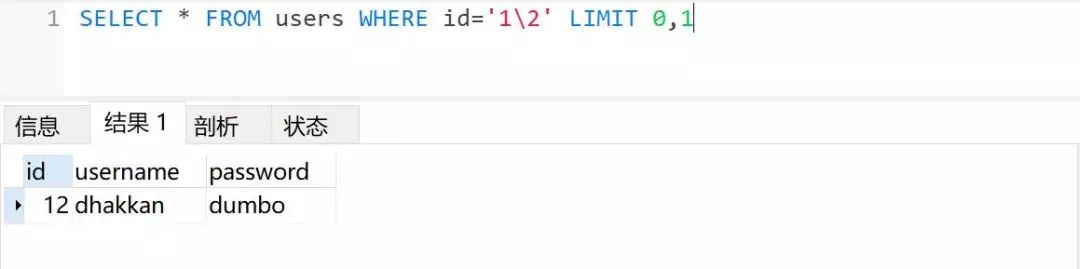 1 SELECT * FROM users WHERE id='1\2' LIMIT 0,1
信息 结果 1 剖析 状态
id username password
12 dhakkan dumbo